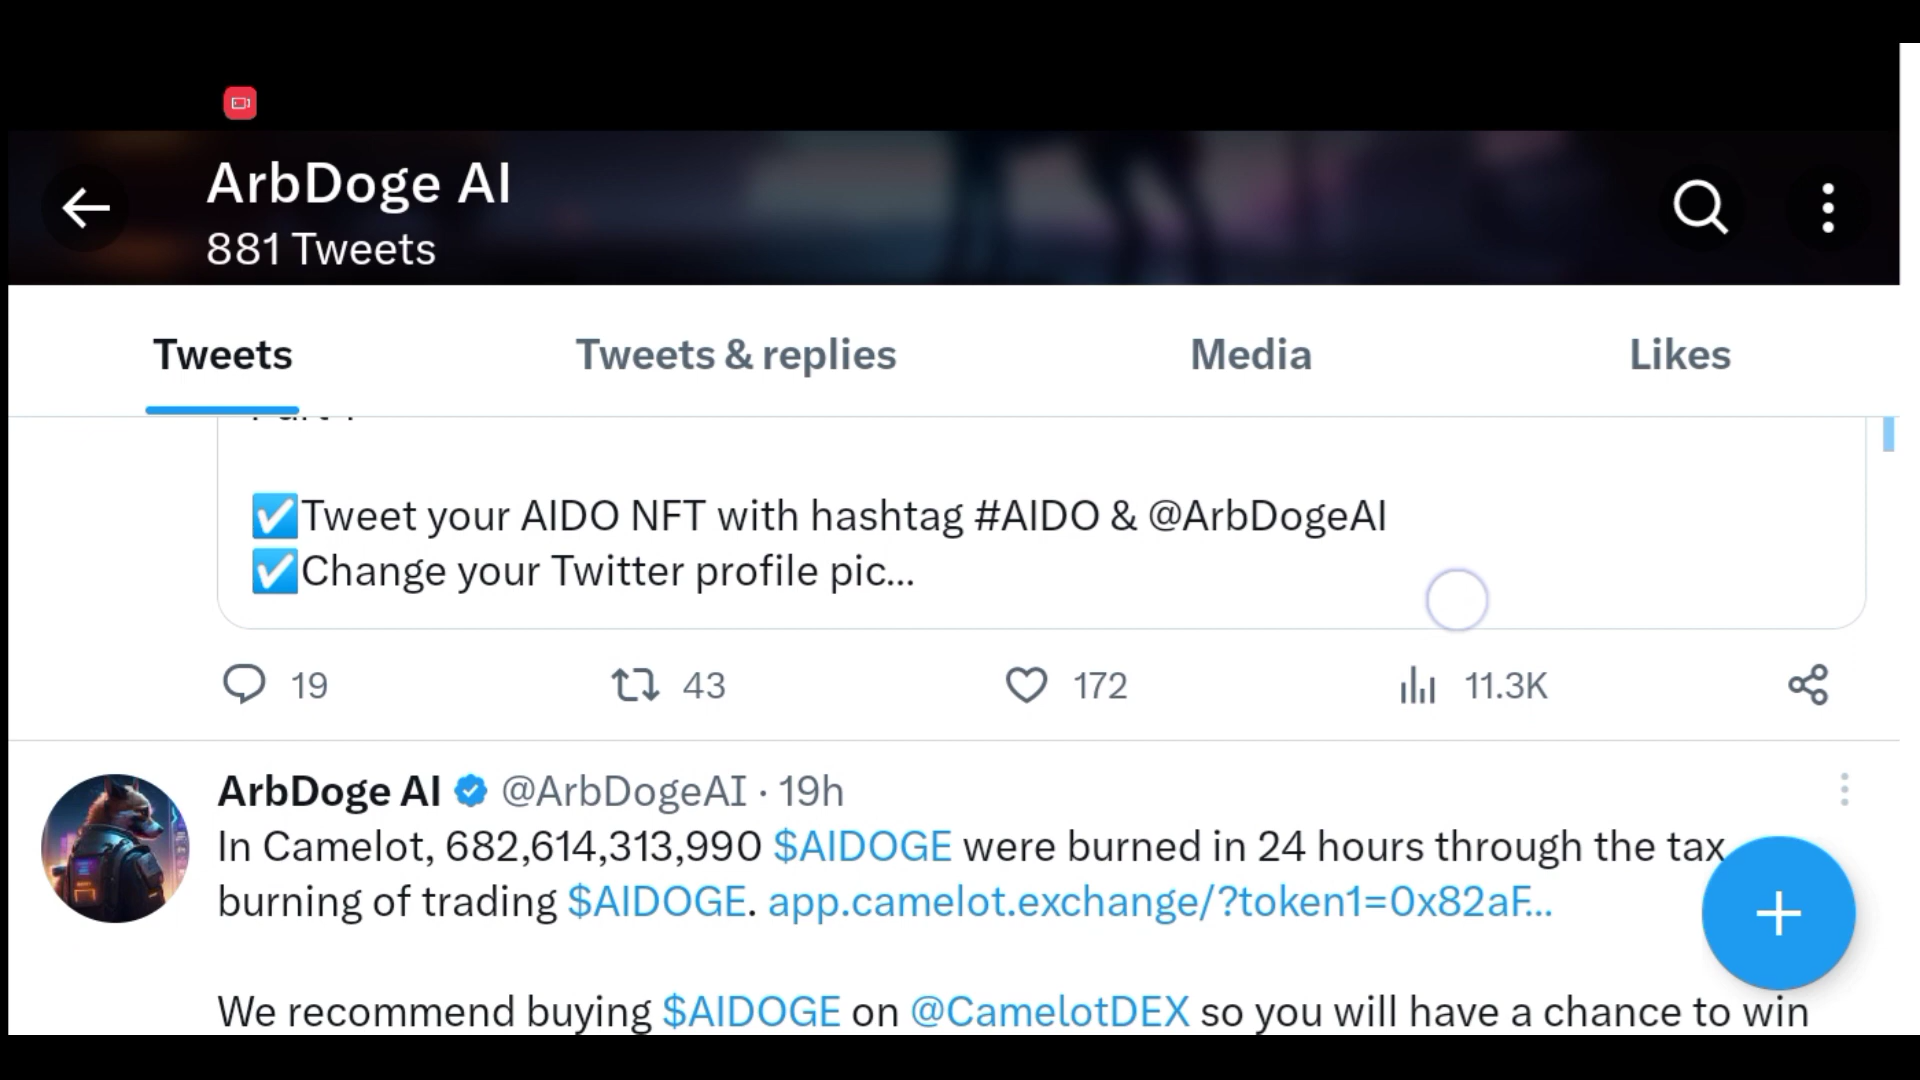 ArbDoge AI
881 Tweets
Tweets
Tweets & replies
Media
Likes
✅Tweet your AIDO NFT with hashtag #AIDO & @ArbDogeAI
✅Change your Twitter profile pic...
19
43
172
11.3K
ArbDoge AI @ArbDogeAI · 19h
In Camelot, 682,614,313,990 $AIDOGE were burned in 24 hours through the tax
burning of trading $AIDOGE. app.camelot.exchange/?token1=0x82aF...
We recommend buying $AIDOGE on @CamelotDEX so you will have a chance to win